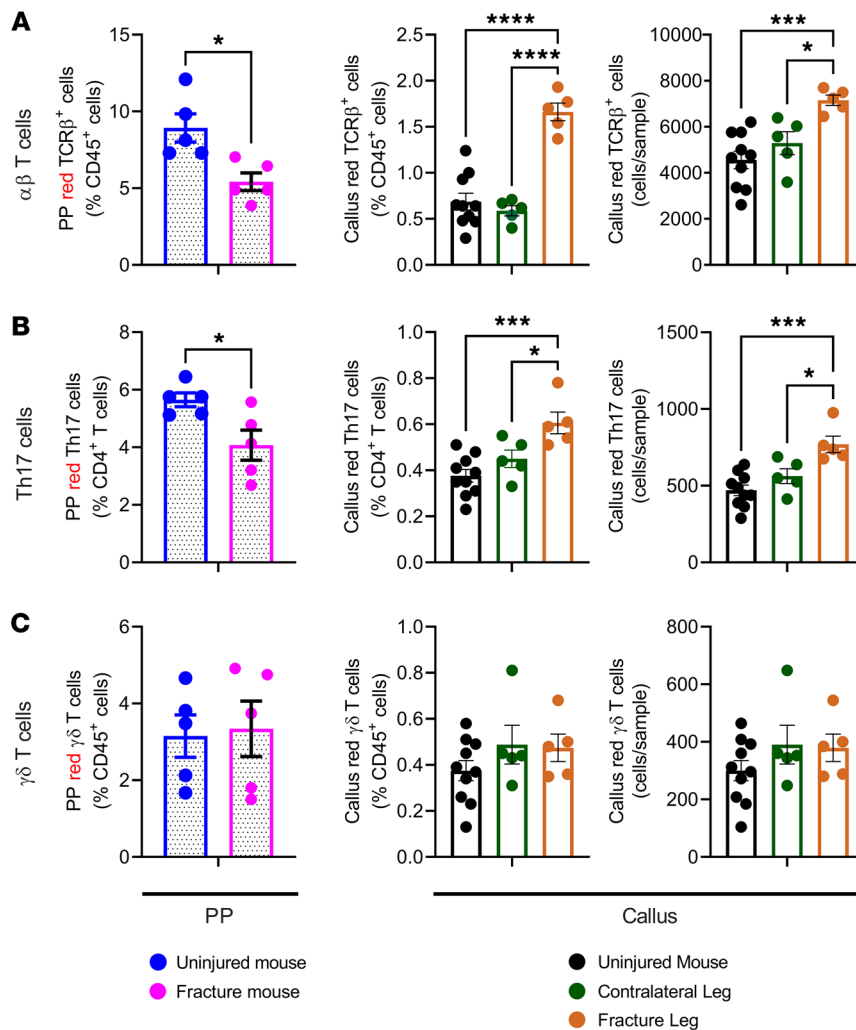 A
αβ T cells
PP red TCRβ+ cells
(% CD45+ cells)
15
10
5
0
*
Callus red TCRβ+ cells
(% CD45+ cells)
2.5
2.0
1.5
1.0
0.5
0.0
****
****
Callus red TCRβ+ cells
(cells/sample)
10000
8000
6000
4000
2000
0
***
*
B
Th17 cells
PP red Th17 cells
(% CD4+ T cells)
8
6
4
2
0
*
Callus red Th17 cells
(% CD4+ T cells)
1.0
0.8
0.6
0.4
0.2
0.0
***
*
Callus red Th17 cells
(cells/sample)
1500
1000
500
0
***
*
C
γδ T cells
PP red γδ T cells
(% CD45+ cells)
6
4
2
0
Callus red γδ T cells
(% CD45+ cells)
1.0
0.8
0.6
0.4
0.2
0.0
Callus red γδ T cells
(cells/sample)
800
600
400
200
0
PP
Callus
Uninjured mouse
Fracture mouse
Uninjured Mouse
Contralateral Leg
Fracture Leg